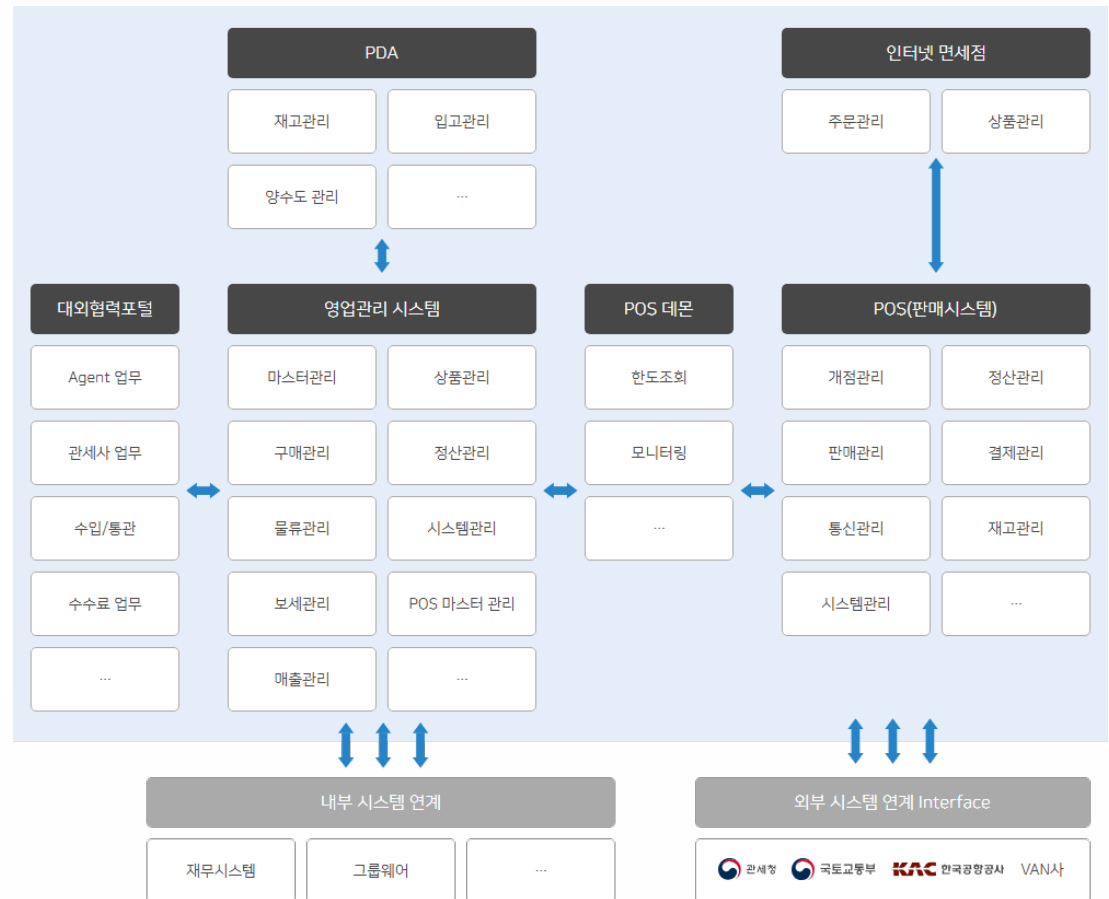 PDA
인터넷 면세점
재고관리 입고관리
주문관리 상품관리
양수도 관리 ...
대외협력포털
영업관리 시스템
POS 데몬
POS(판매시스템)
Agent 업무
마스터관리 상품관리
한도조회
개점관리 정산관리
관세사 업무
구매관리 정산관리
모니터링
판매관리 결제관리
수입/통관
물류관리 시스템관리
...
통신관리 재고관리
수수료 업무
보세관리 POS 마스터 관리
시스템관리 ...
...
매출관리 ...
내부 시스템 연계
외부 시스템 연계 Interface
재무시스템 그룹웨어 ...
관세청 국토교통부 KAC 한국공항공사 VAN사